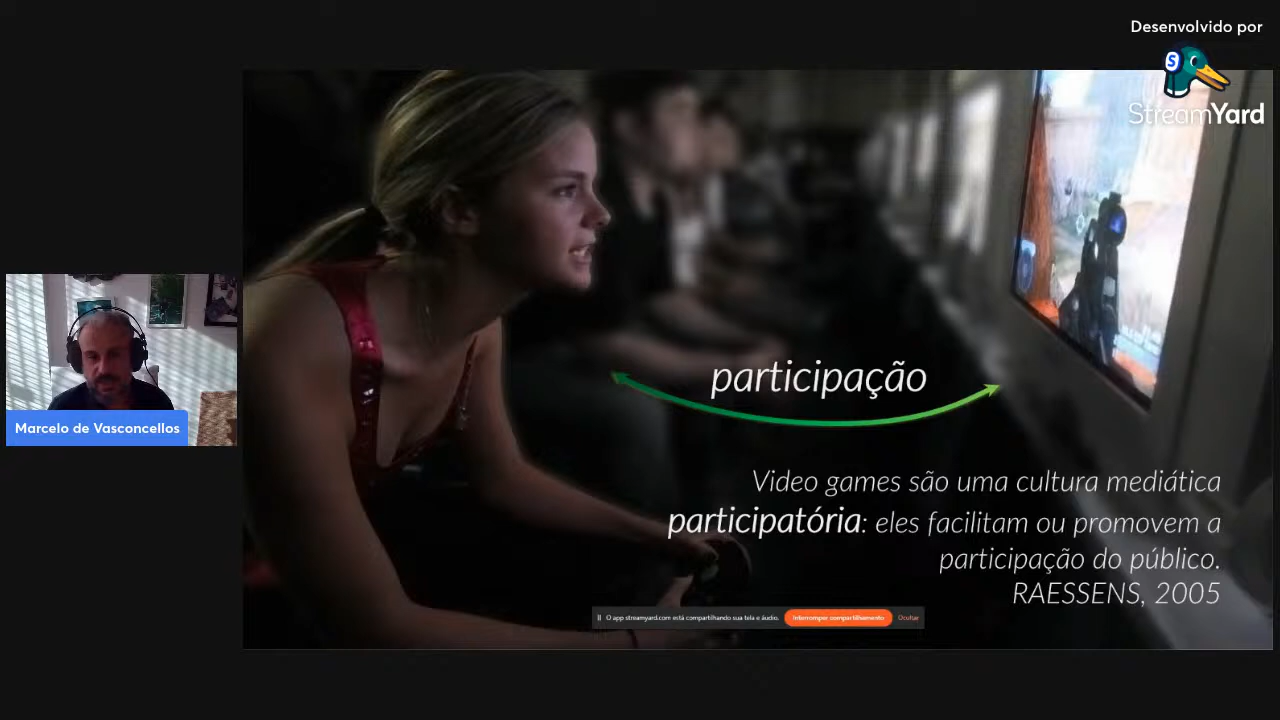 Desenvolvido por
S
StreamYard
participação
Video games são uma cultura mediática
participatória: eles facilitam ou promovem a
participação do público.
RAESSENS, 2005
Marcelo de Vasconcellos
O app streamyard.com está compartilhando sua tela e áudio. Interromper compartilhamento Ocultar